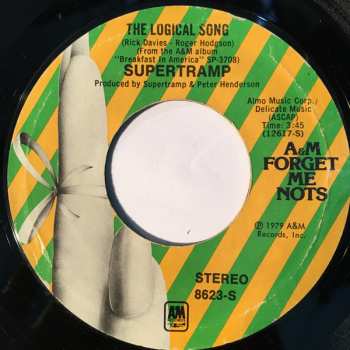 THE LOGICAL SONG
(Rick Davies - Roger Hodgson)
(From the A&M album
"Breakfast In America" SP-3708)
SUPERTRAMP
Produced by Supertramp & Peter Henderson
Almo Music Corp./
Delicate Music
(ASCAP)
Time: 3:45
(12617-S)
A&M
FORGET
ME
NOTS
℗ 1979 A&M
Records, Inc.
STEREO
8623-S
A&M